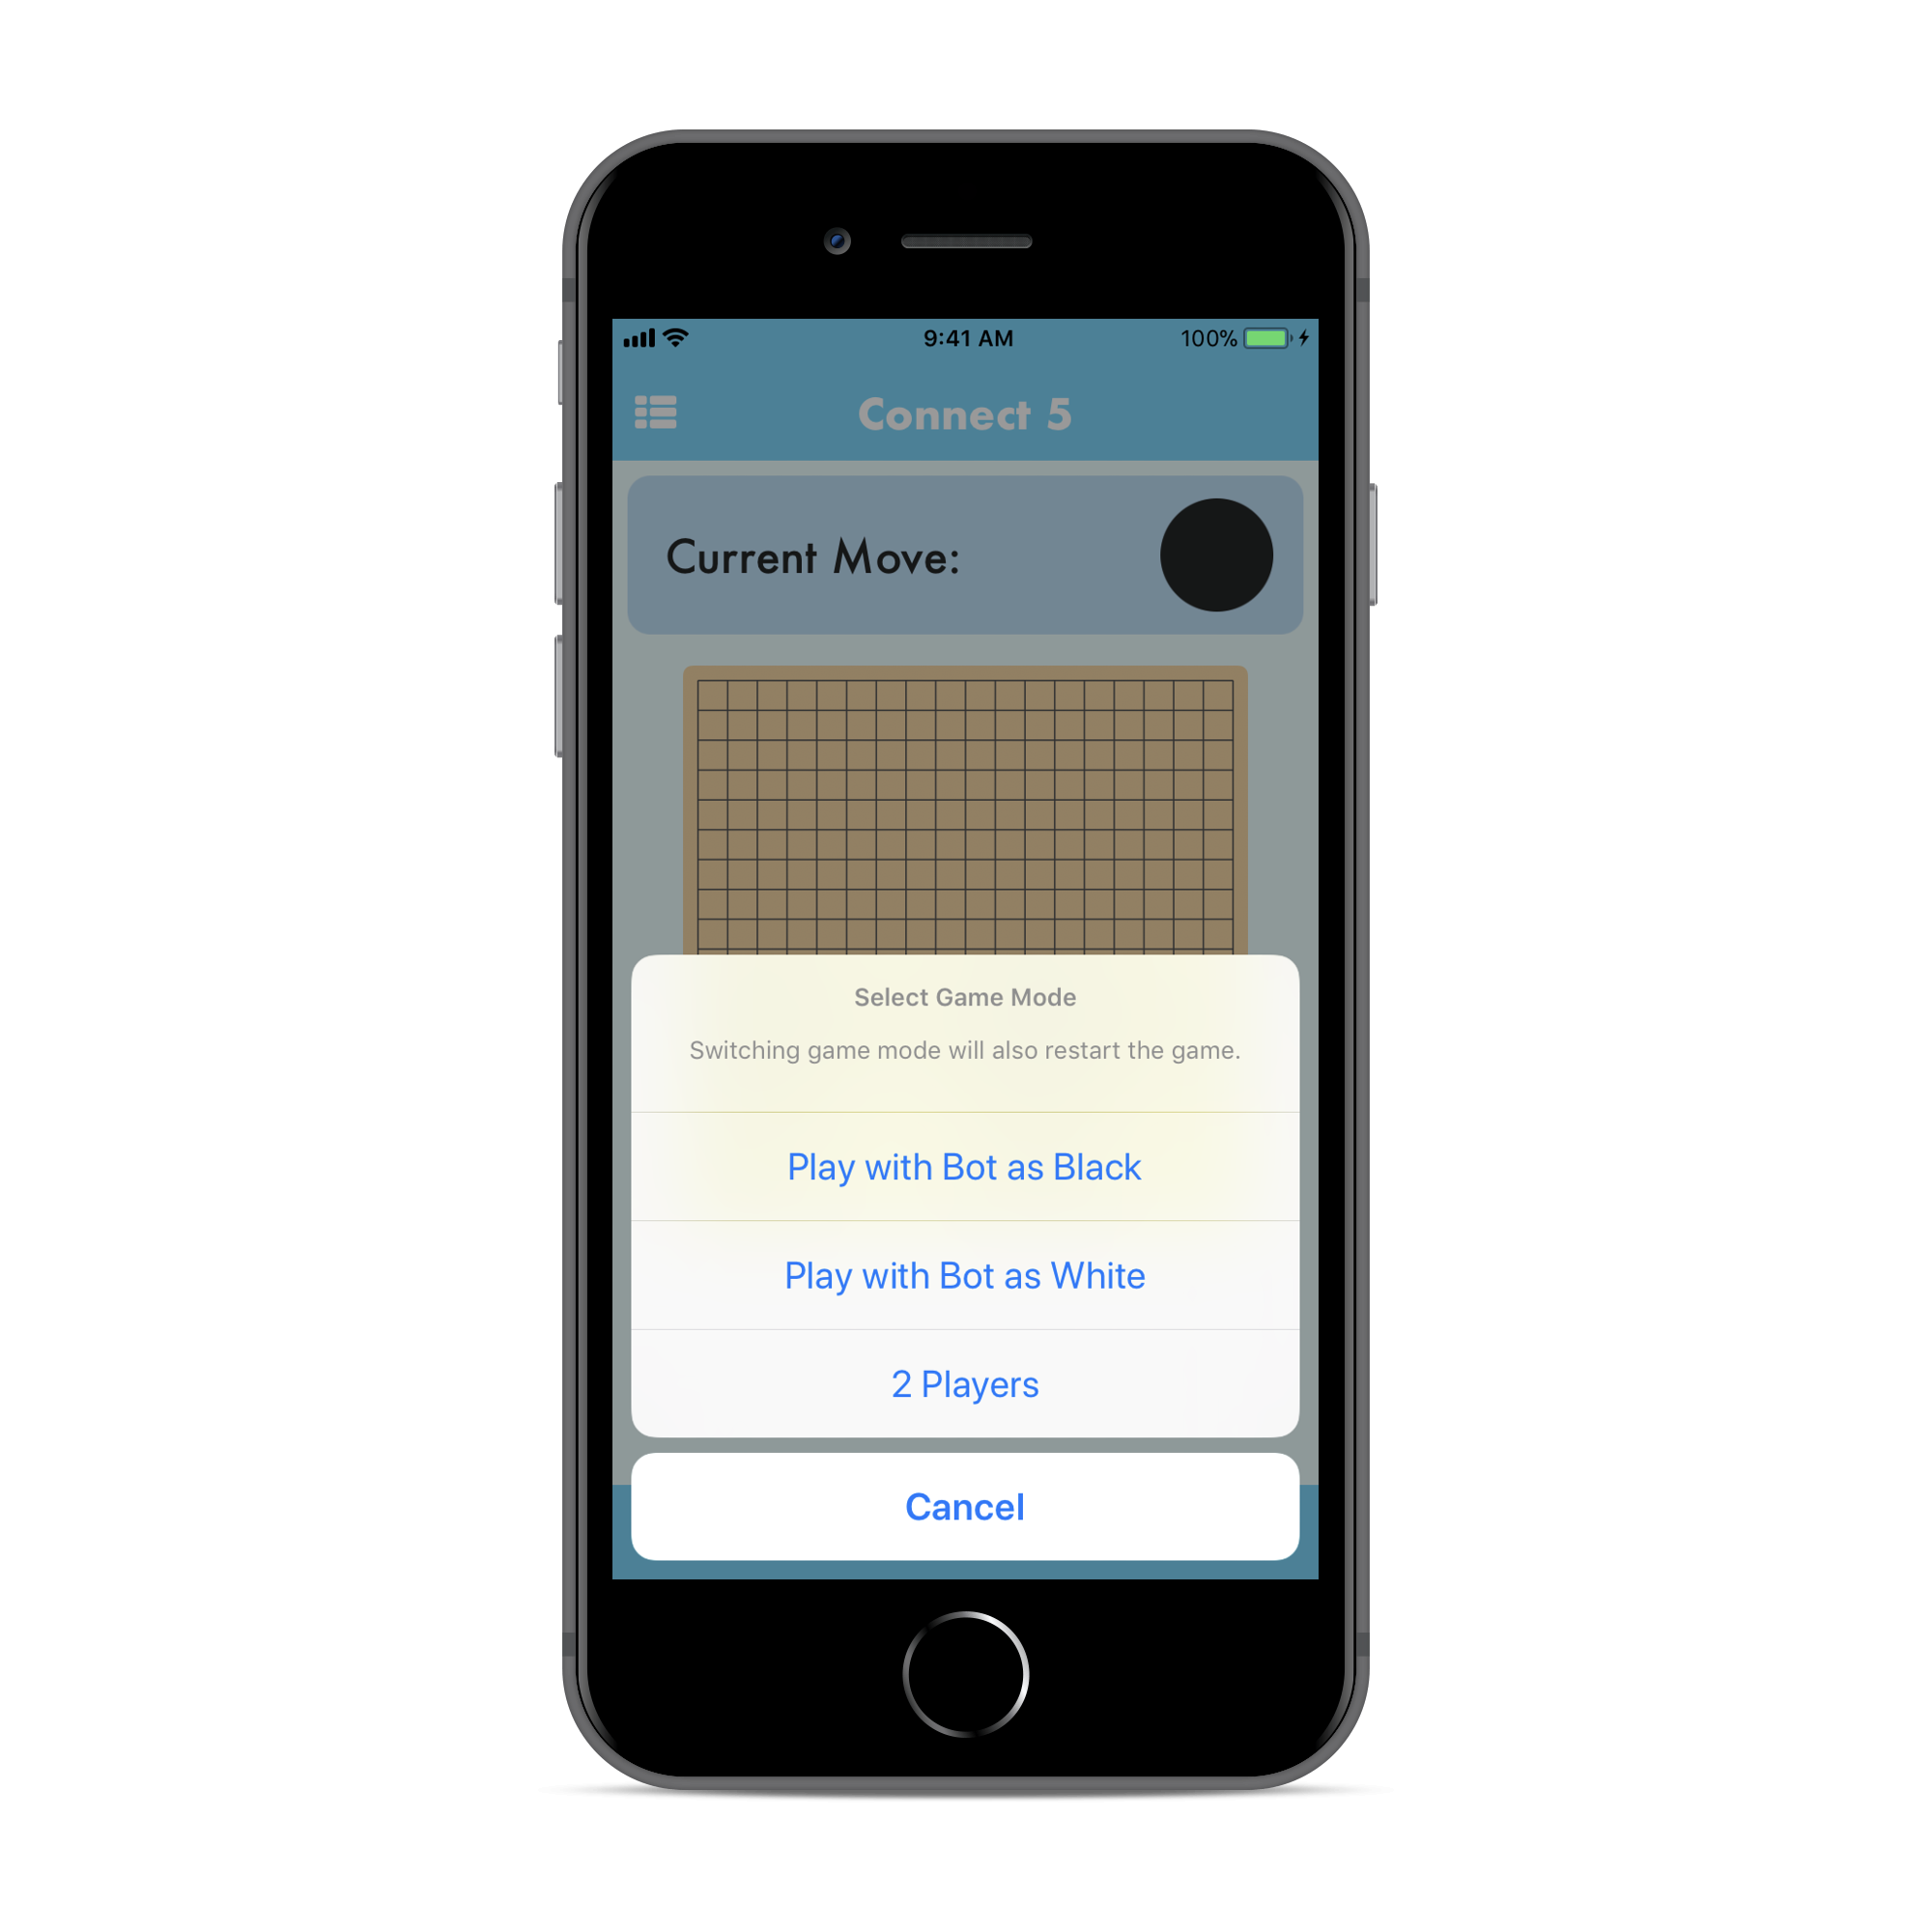 9:41 AM
100%
Connect 5
Current Move:
Select Game Mode
Switching game mode will also restart the game.
Play with Bot as Black
Play with Bot as White
2 Players
Cancel